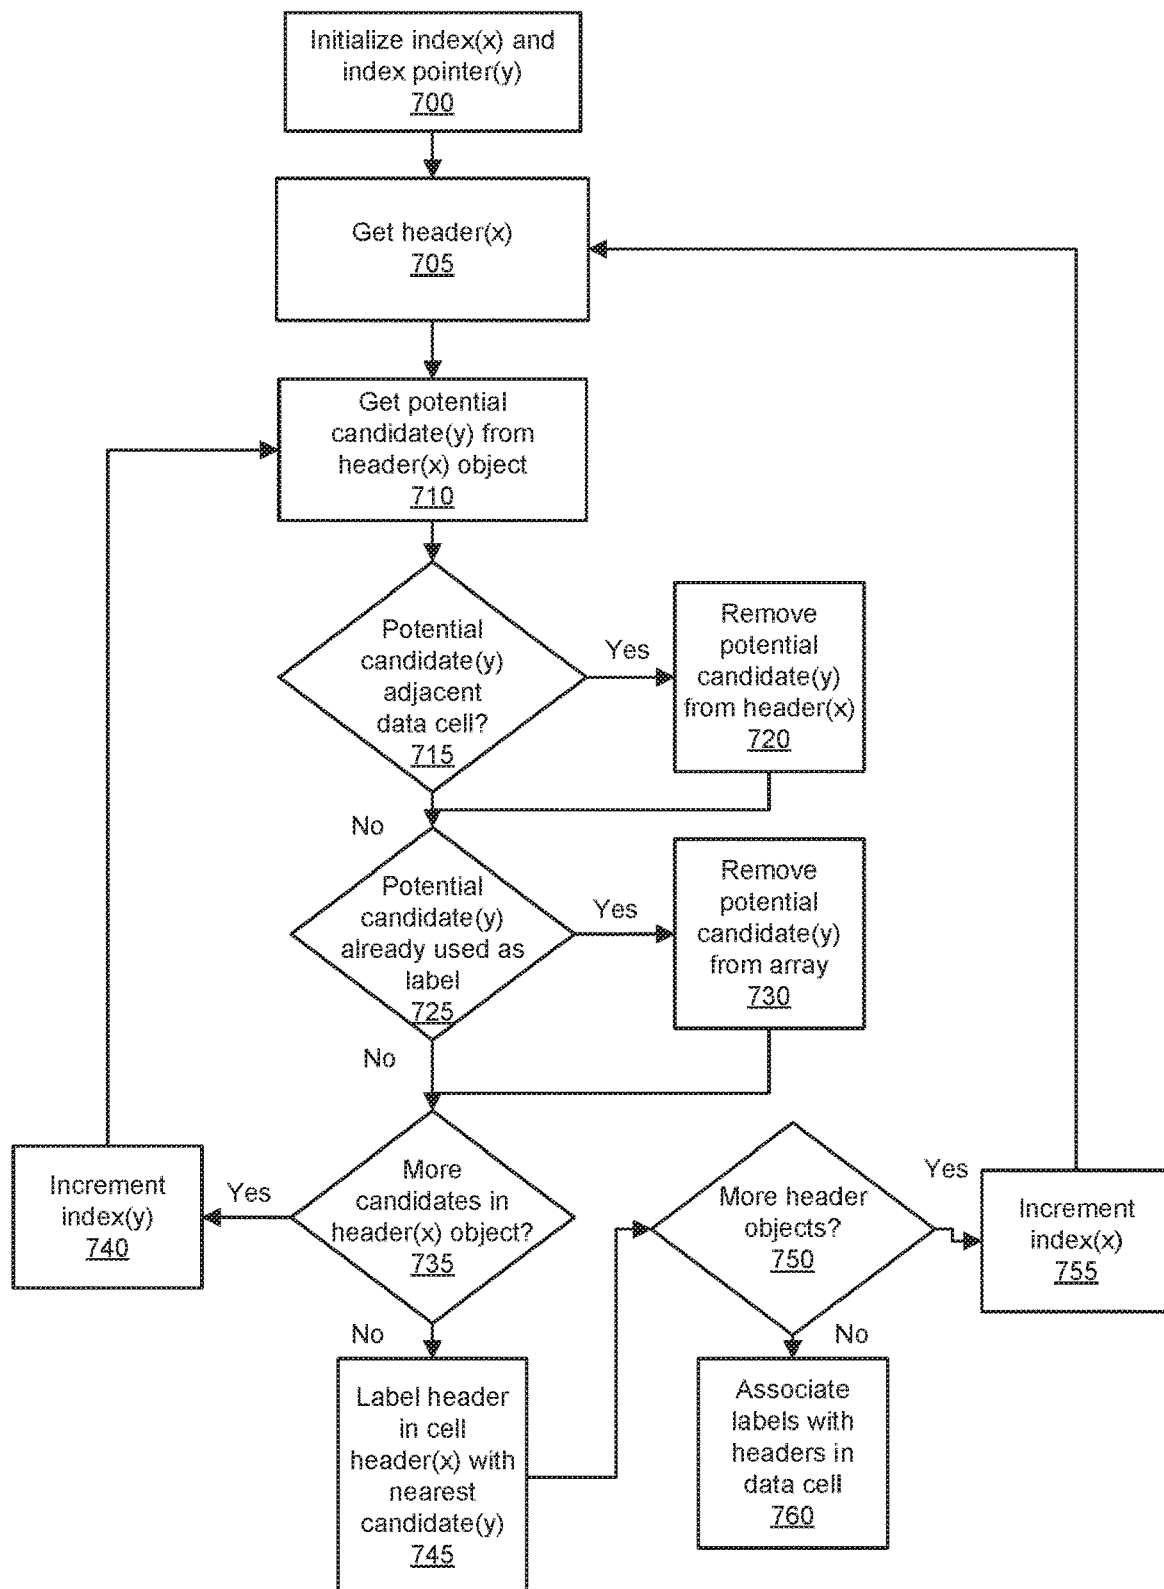 Initialize index(x) and
index pointer(y)
700
Get header(x)
705
Get potential
candidate(y) from
header(x) object
710
Potential
candidate(y)
adjacent
data cell?
715
Yes
Remove
potential
candidate(y)
from header(x)
720
No
Potential
candidate(y)
already used as
label
725
Yes
Remove
potential
candidate(y)
from array
730
No
More
candidates in
header(x) object?
735
Yes
Increment
index(y)
740
No
Label header
in cell
header(x) with
nearest
candidate(y)
745
More header
objects?
750
Yes
Increment
index(x)
755
No
Associate
labels with
headers in
data cell
760